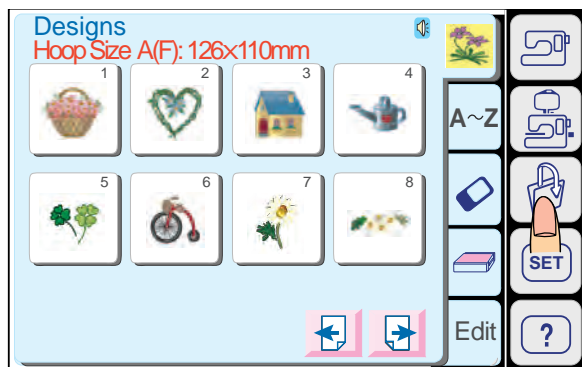 Designs
Hoop Size A(F): 126×110mm
1 2 3 4
A~Z
5 6 7 8
SET
Edit
?